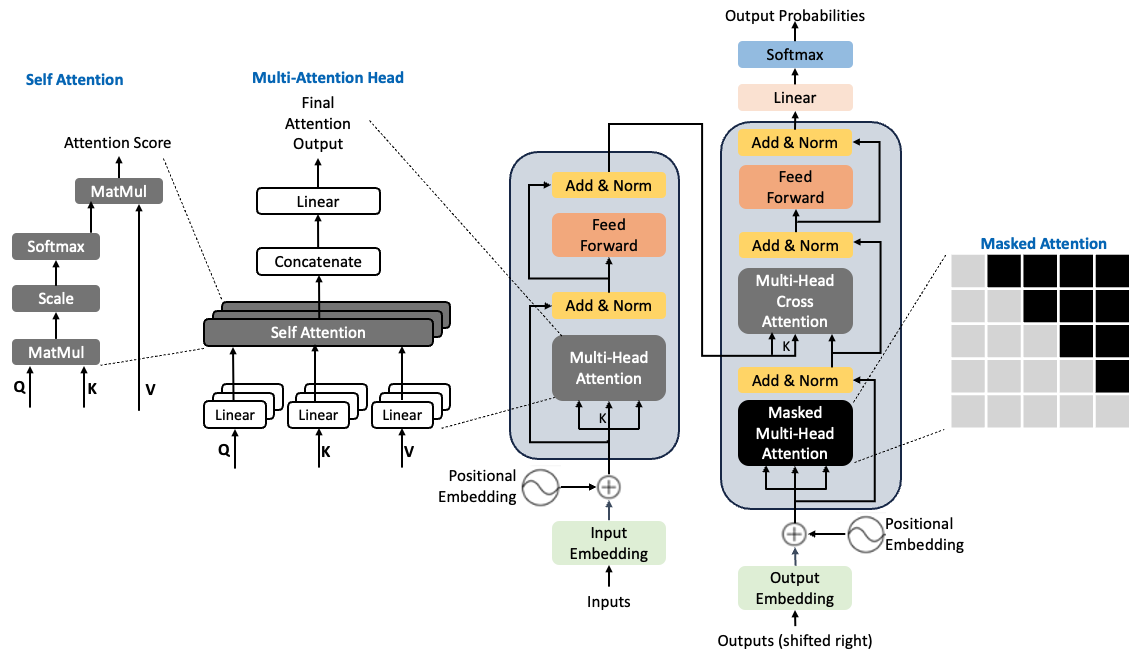 Self Attention
Attention Score
MatMul
Softmax
Scale
MatMul
Q
K
V
Multi-Attention Head
Final
Attention
Output
Linear
Concatenate
Self Attention
Linear
Linear
Linear
Q
K
V
Add & Norm
Feed
Forward
Add & Norm
Multi-Head
Attention
K
Positional
Embedding
Input
Embedding
Inputs
Output Probabilities
Softmax
Linear
Add & Norm
Feed
Forward
Add & Norm
Multi-Head
Cross
Attention
K
Add & Norm
Masked
Multi-Head
Attention
Positional
Embedding
Output
Embedding
Outputs (shifted right)
Masked Attention